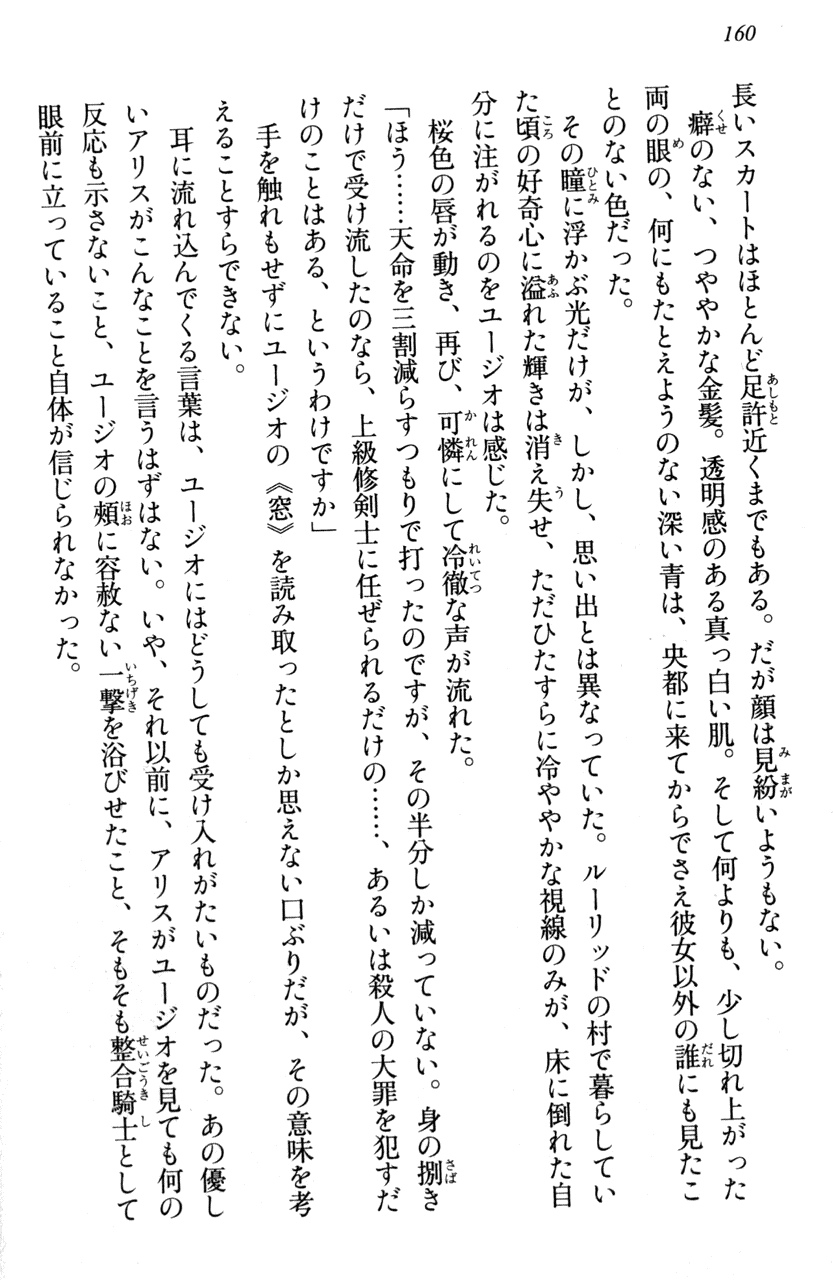 160
長いスカートはほとんど足許近くまでもある。だが顔は見紛いようもない。
癖のない、つややかな金髪。透明感のある真っ白い肌。そして何よりも、少し切れ上がった
両の眼の、何にもたとえようのない深い青は、央都に来てからでさえ彼女以外の誰にも見たこ
とのない色だった。
その瞳に浮かぶ光だけが、しかし、思い出とは異なっていた。ルーリッドの村で暮らしてい
た頃の好奇心に溢れた輝きは消え失せ、ただひたすらに冷ややかな視線のみが、床に倒れた自
分に注がれるのをユージオは感じた。
桜色の唇が動き、再び、可憐にして冷徹な声が流れた。
「ほう……天命を三割減らすつもりで打ったのですが、その半分しか減っていない。身の捌き
だけで受け流したのなら、上級修剣士に任ぜられるだけの……、あるいは殺人の大罪を犯すだ
けのことはある、というわけですか」
手を触れもせずにユージオの《窓》を読み取ったとしか思えない口ぶりだが、その意味を考
えることすらできない。
耳に流れ込んでくる言葉は、ユージオにはどうしても受け入れがたいものだった。あの優し
いアリスがこんなことを言うはずはない。いや、それ以前に、アリスがユージオを見ても何の
反応も示さないこと、ユージオの頰に容赦ない一撃を浴びせたこと、そもそも整合騎士として
眼前に立っていること自体が信じられなかった。